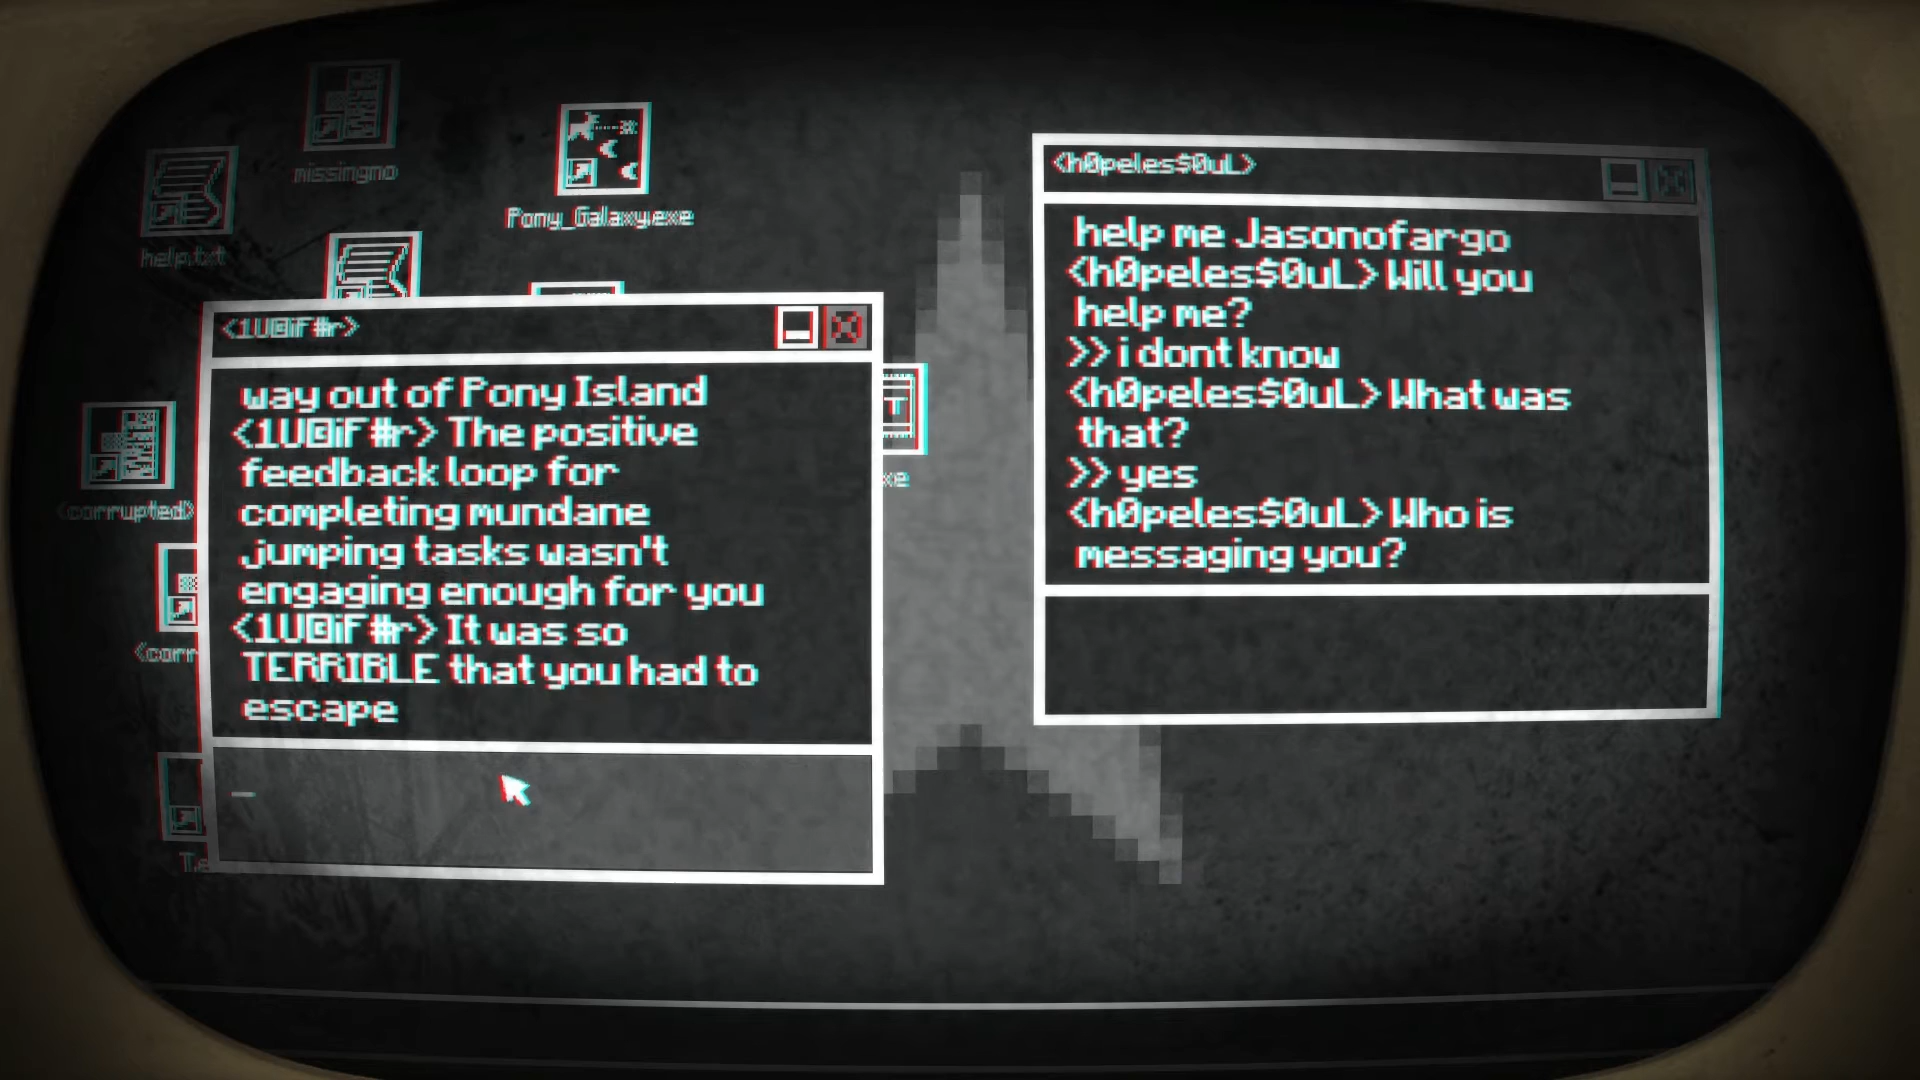 missingno
help.txt
Pony_Galaxy.exe
<corrupted>
<corr
T.e
xe
<1U@iF#r>
way out of Pony Island
<1U@iF#r> The positive
feedback loop for
completing mundane
jumping tasks wasn't
engaging enough for you
<1U@iF#r> It was so
TERRIBLE that you had to
escape
<h0peles$0uL>
help me Jasonofargo
<h0peles$0uL> Will you
help me?
>> i dont know
<h0peles$0uL> What was
that?
>> yes
<h0peles$0uL> Who is
messaging you?